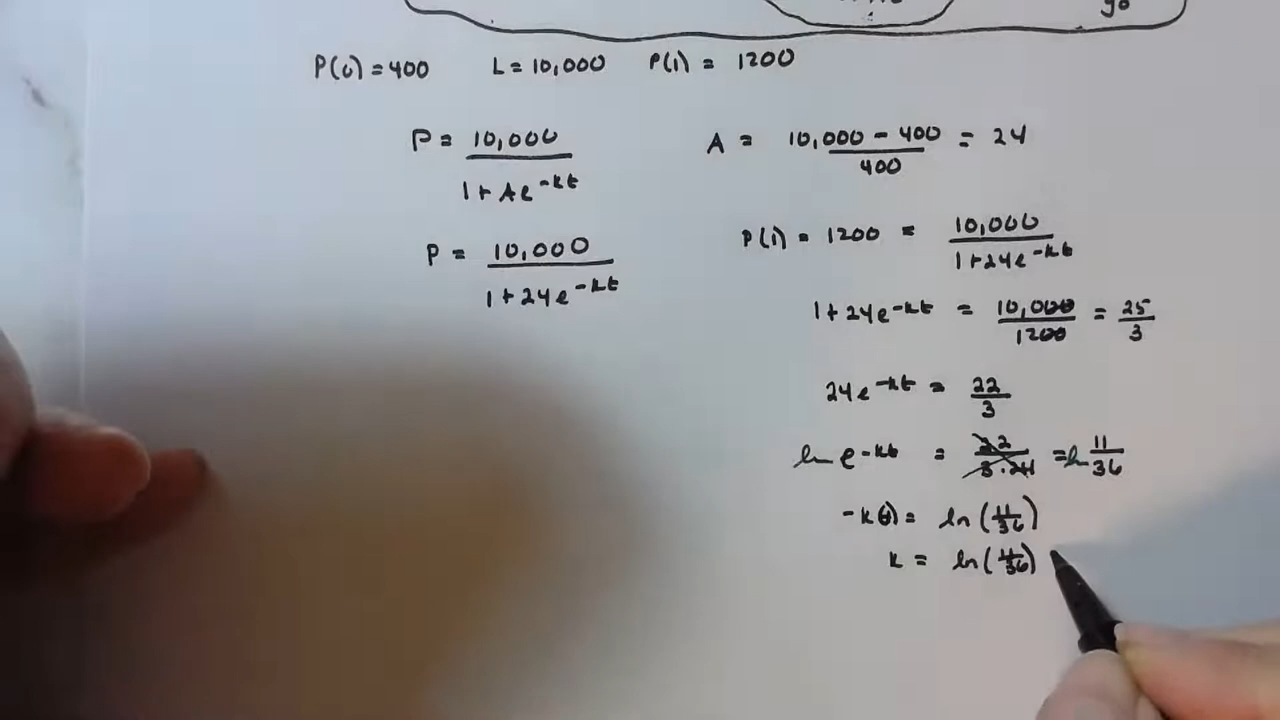 yo
P(0) = 400 L = 10,000 P(1) = 1200
P = 10,000 / 1 + Ae^-kt
A = 10,000 - 400 / 400 = 24
P = 10,000 / 1 + 24e^-kt
P(1) = 1200 = 10,000 / 1 + 24e^-kt
1 + 24e^-kt = 10,000 / 1200 = 25 / 3
24e^-kt = 22 / 3
ln e^-kt = 22 / 3·24 = ln 11 / 36
-k(1) = ln(11/36)
k = ln(11/36)